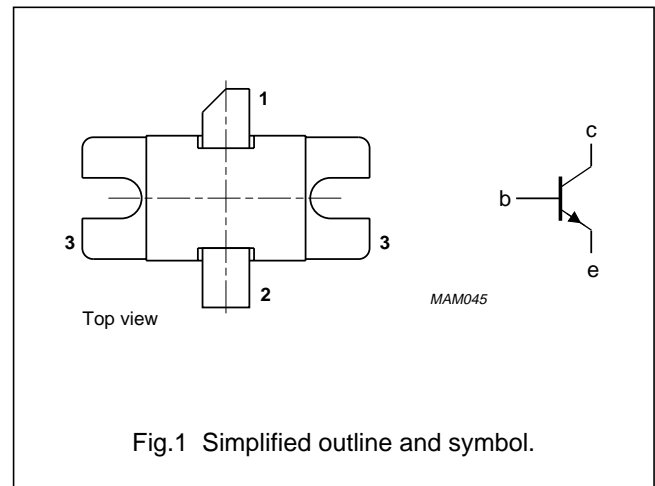 1
c
b
3
3
e
2
MAM045
Top view
Fig.1 Simplified outline and symbol.